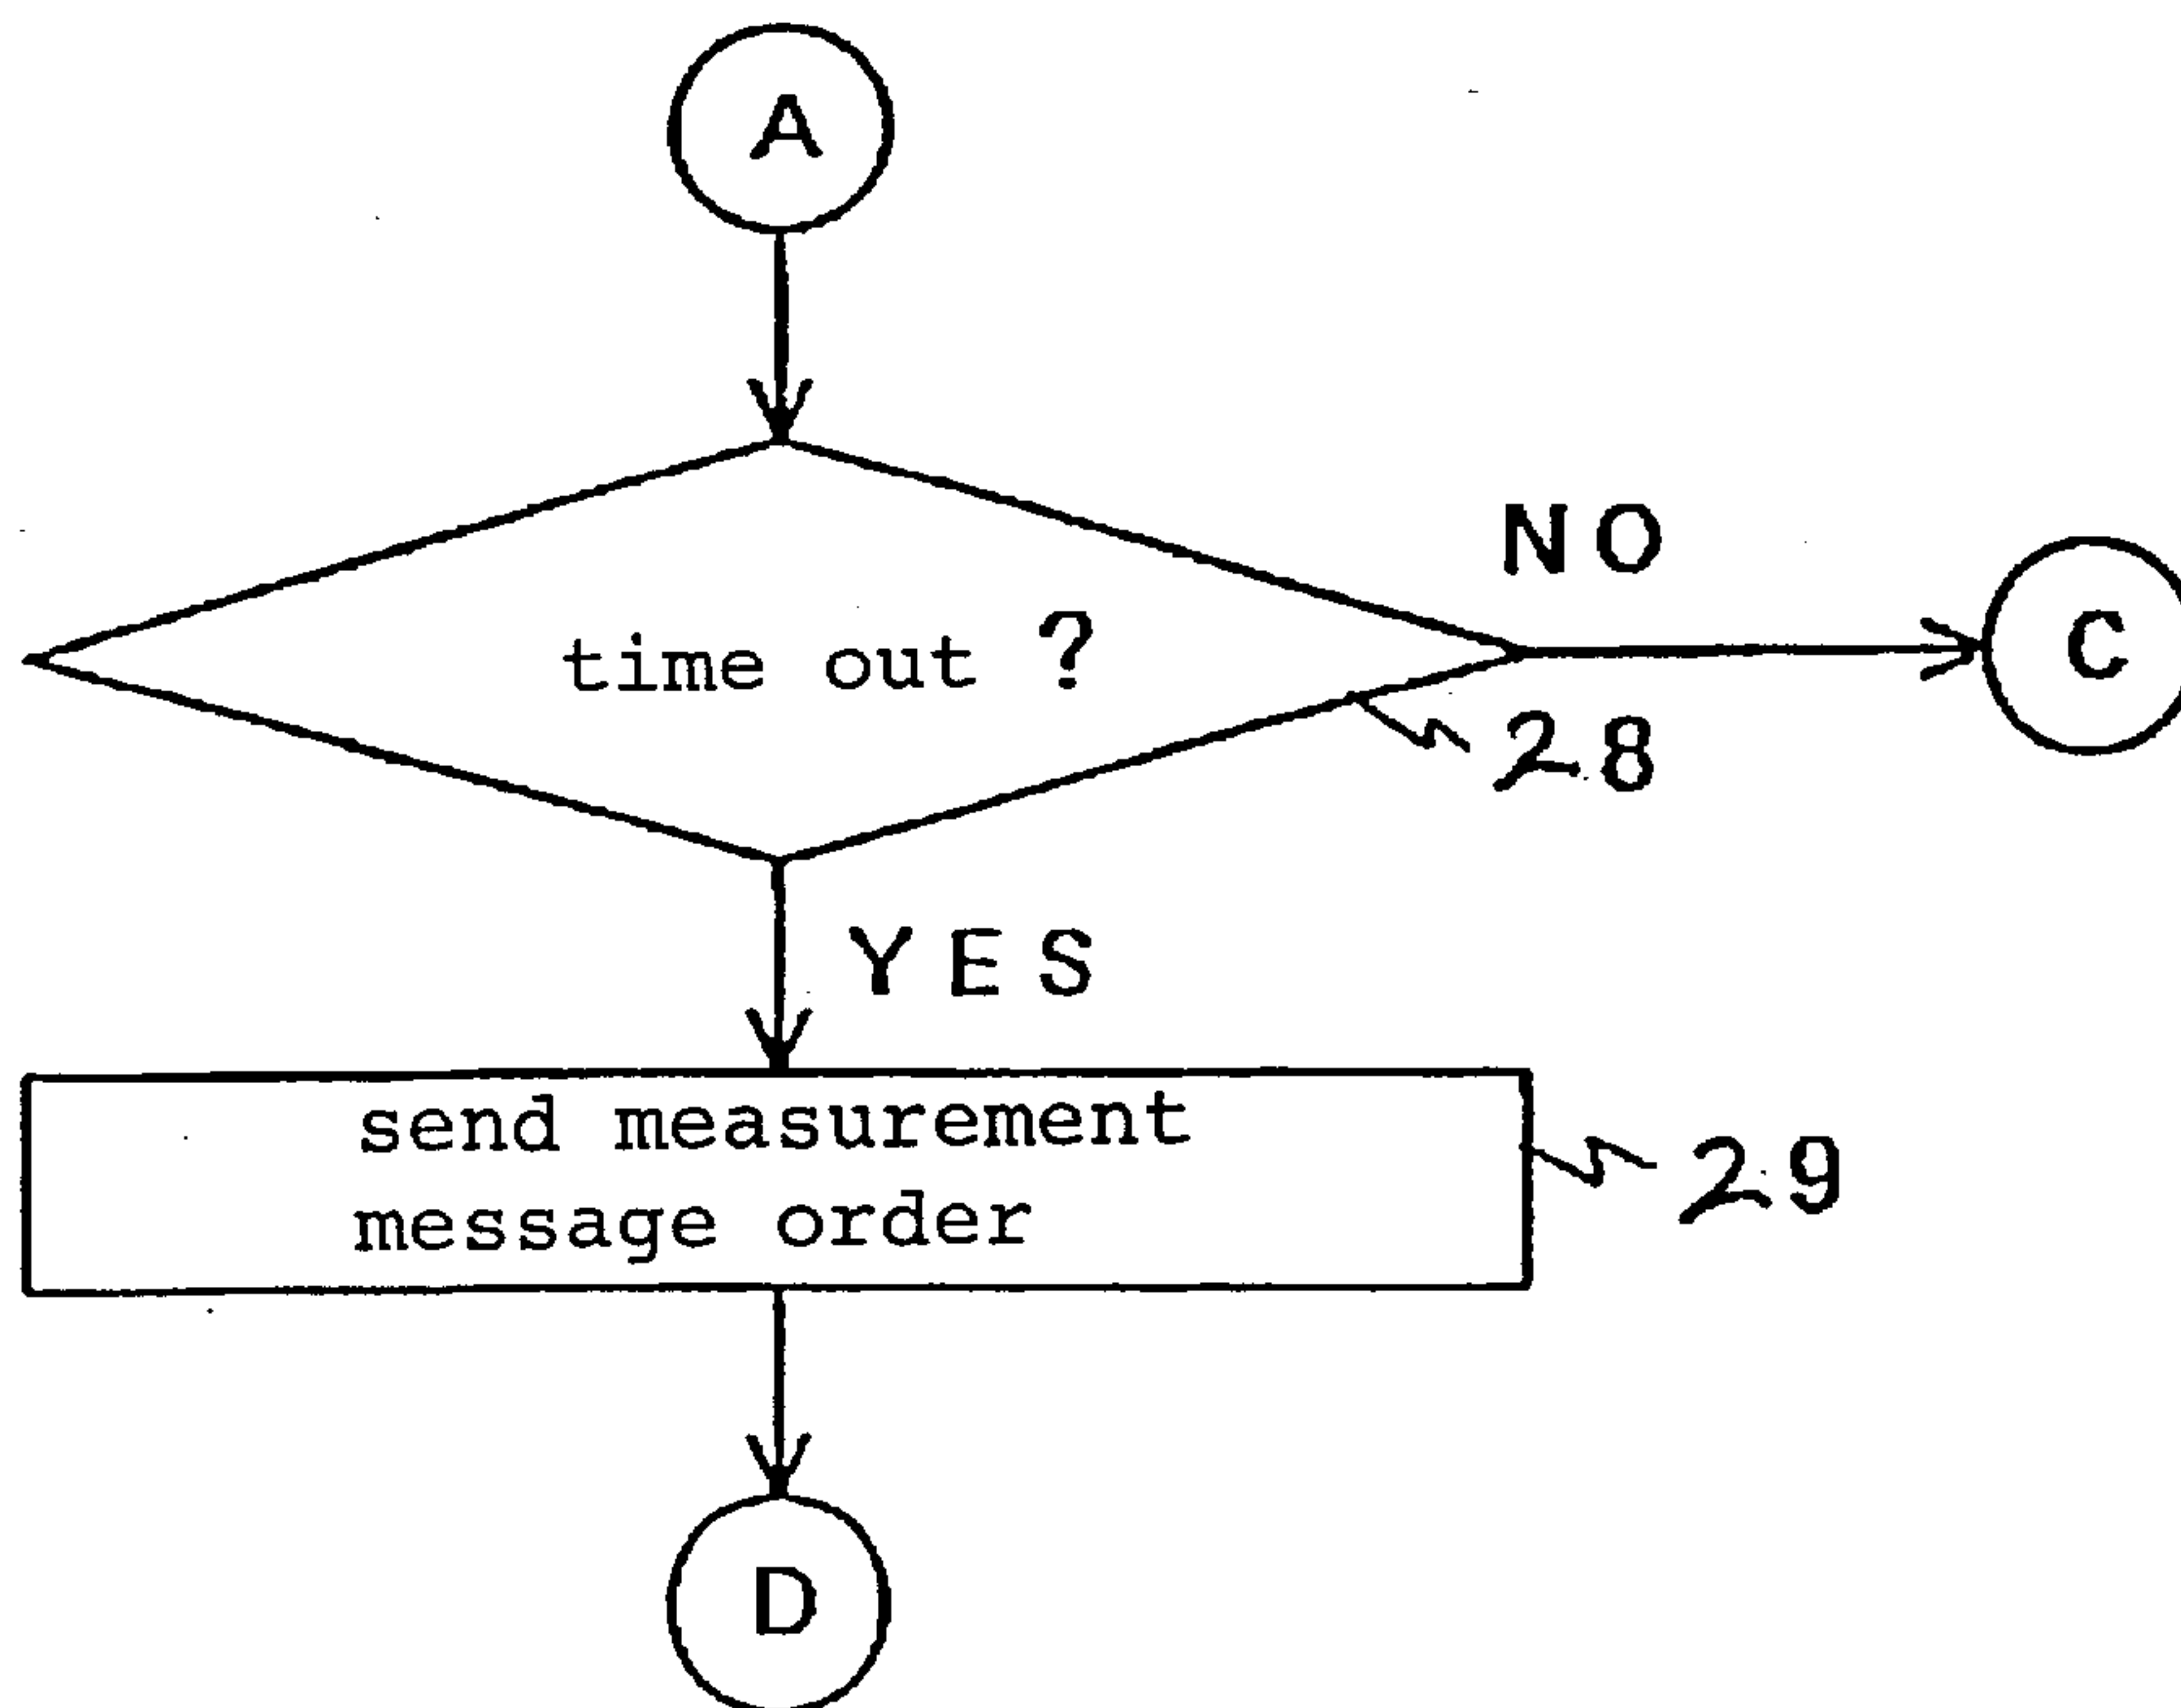 A
NO
time out ?
C
28
YES
send measurement
message order
29
D